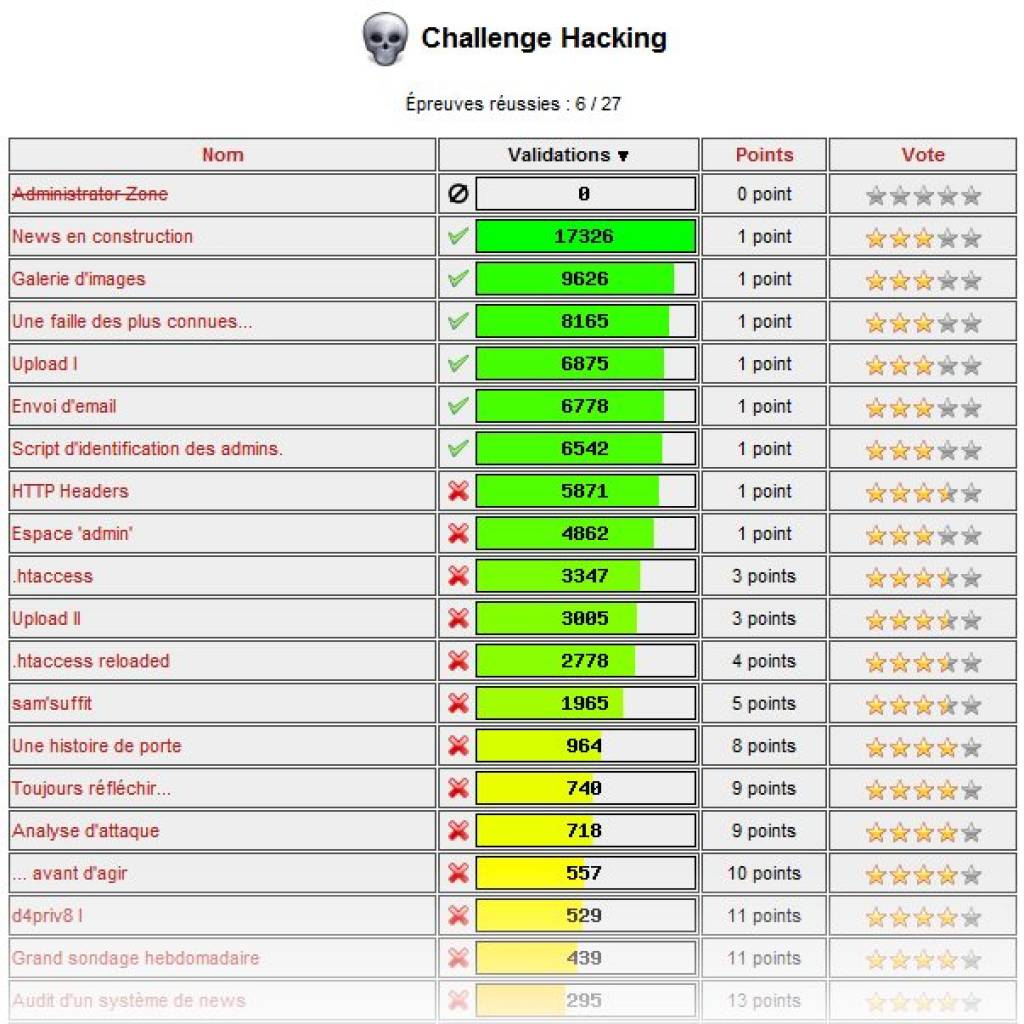 Challenge Hacking
Épreuves réussies : 6 / 27
Nom Validations ▼ Points Vote
Administrator Zone 0 0 point
News en construction 17326 1 point
Galerie d'images 9626 1 point
Une faille des plus connues... 8165 1 point
Upload I 6875 1 point
Envoi d'email 6778 1 point
Script d'identification des admins. 6542 1 point
HTTP Headers 5871 1 point
Espace 'admin' 4862 1 point
.htaccess 3347 3 points
Upload II 3005 3 points
.htaccess reloaded 2778 4 points
sam'suffit 1965 5 points
Une histoire de porte 964 8 points
Toujours réfléchir... 740 9 points
Analyse d'attaque 718 9 points
... avant d'agir 557 10 points
d4priv8 I 529 11 points
Grand sondage hebdomadaire 439 11 points
Audit d'un système de news 295 13 points